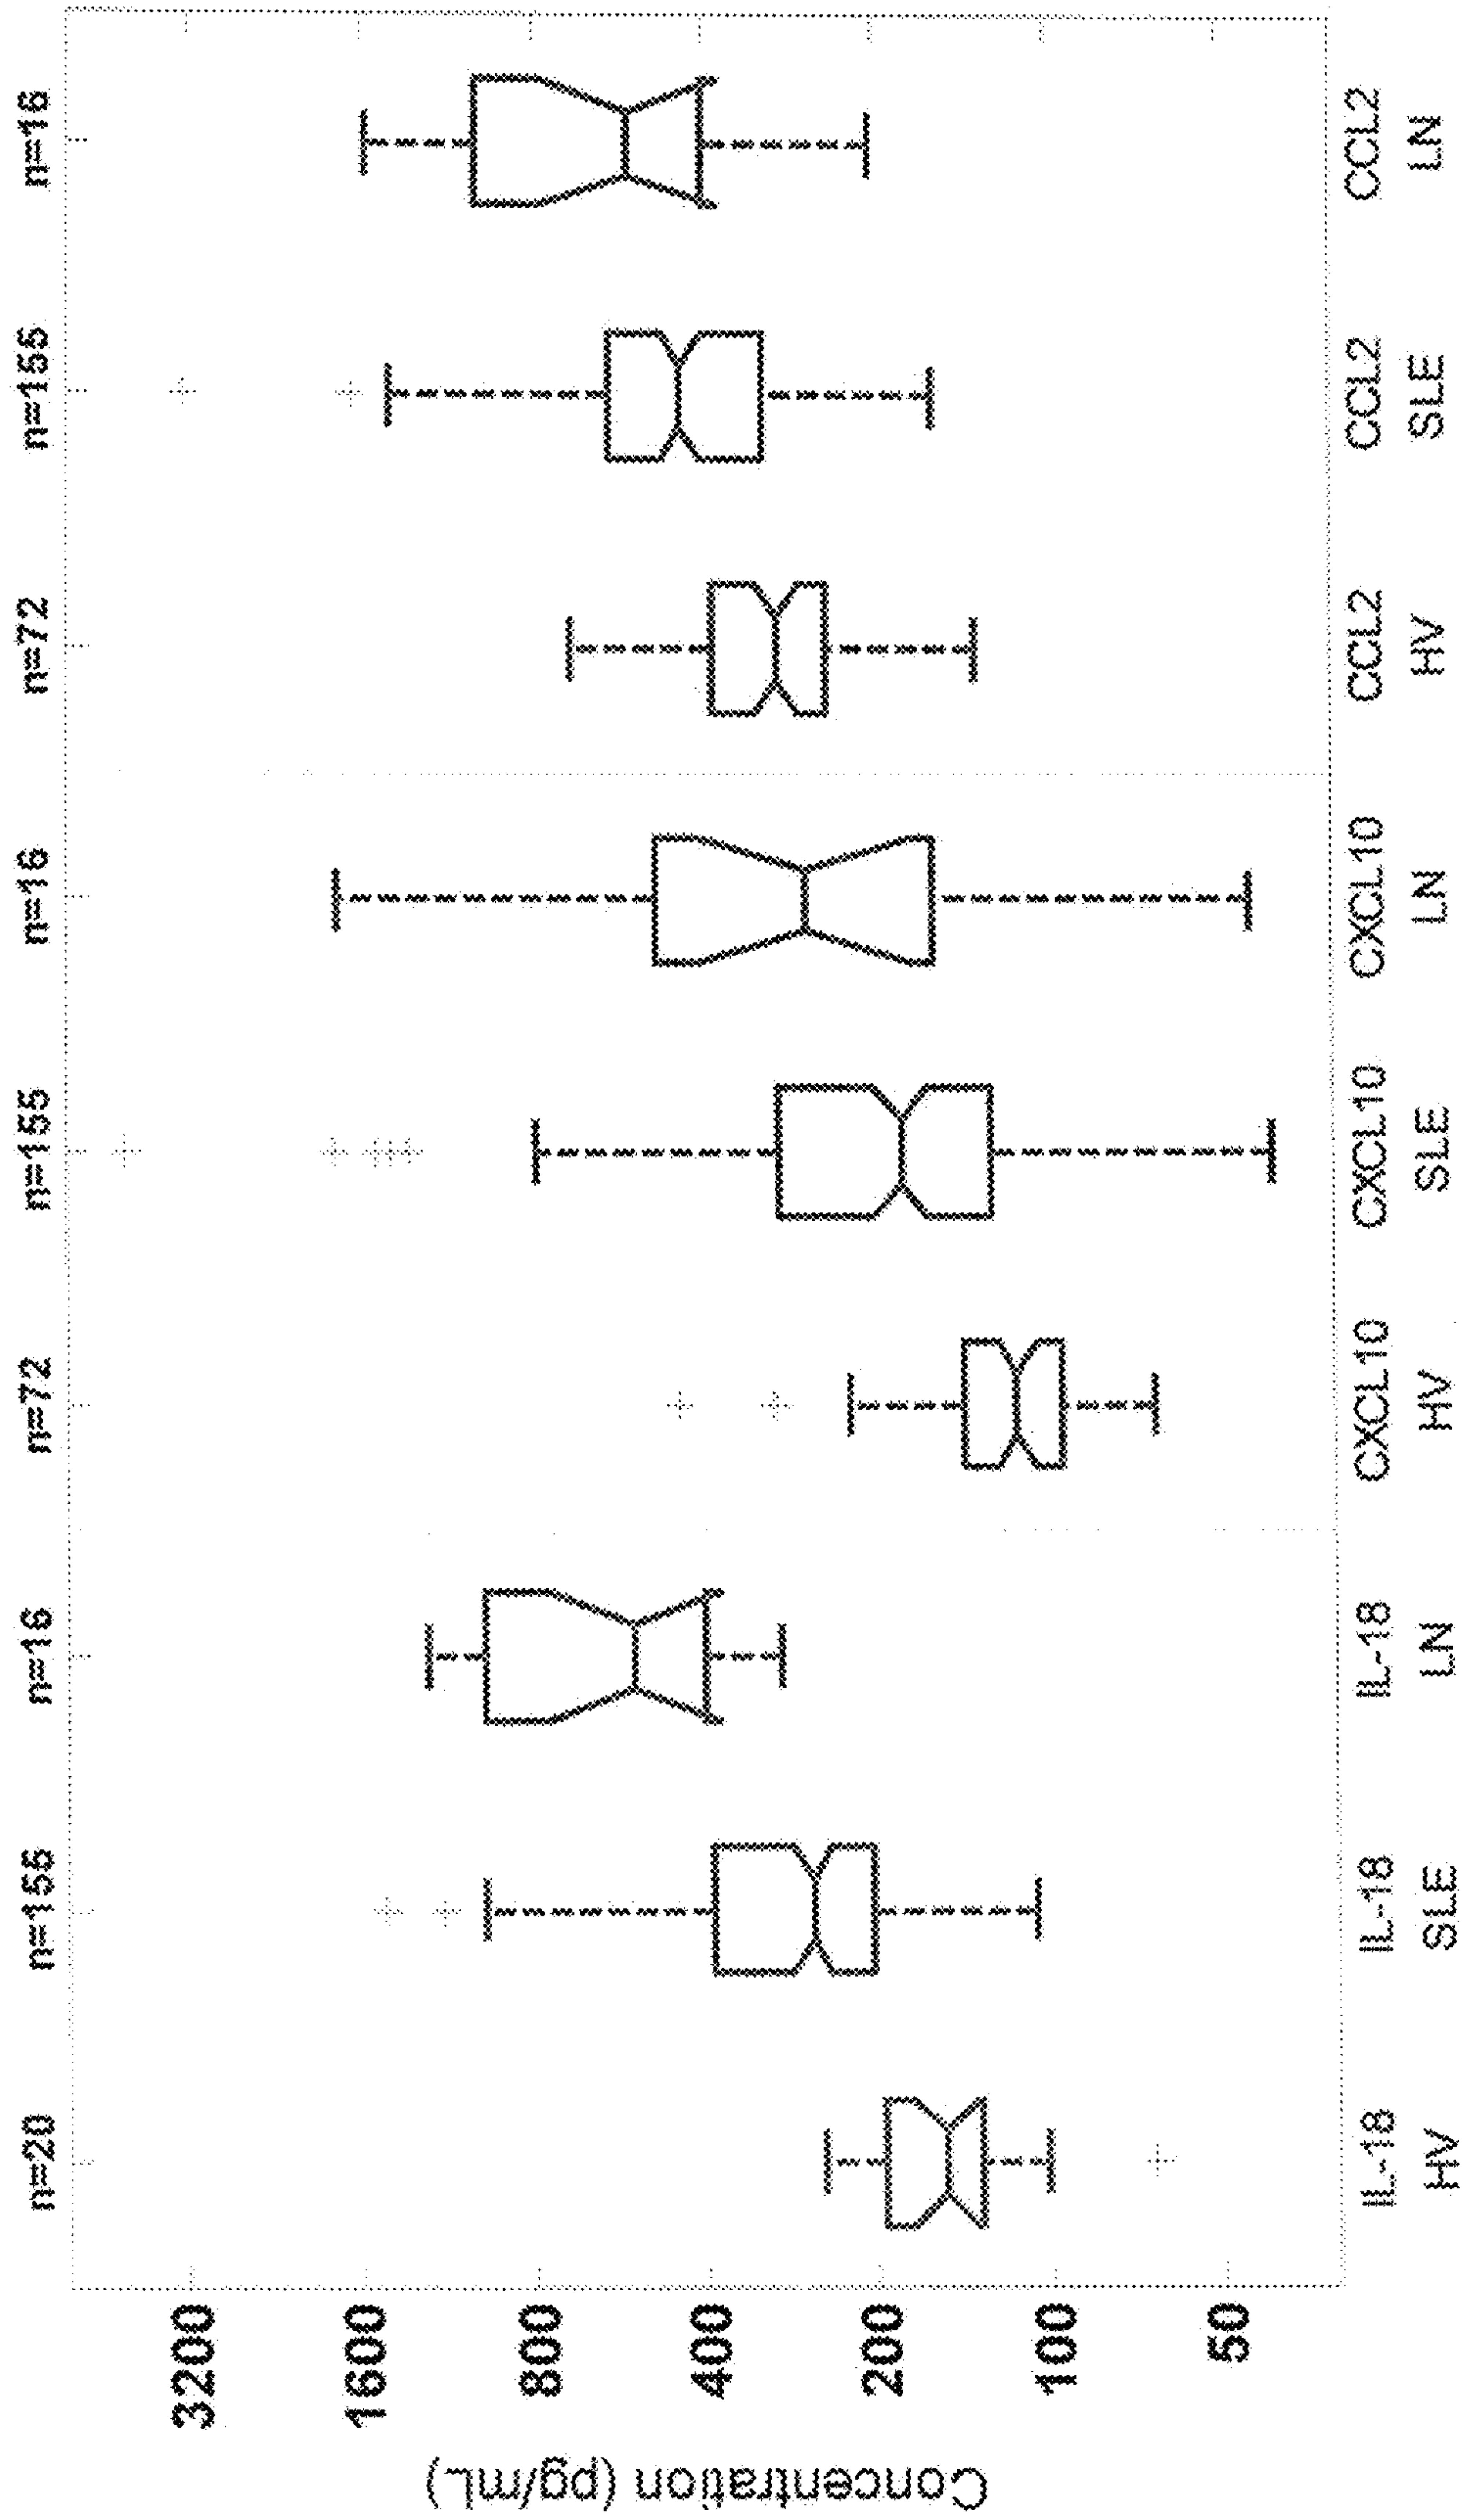 n=20 n=155 n=16 n=72 n=155 n=16 n=72 n=155 n=16
Concentration (pg/mL)
3200
1600
800
400
200
100
50
IL-18 IL-18 IL-18 CXCL10 CXCL10 CXCL10 CCL2 CCL2 CCL2
HV SLE LN HV SLE LN HV SLE LN